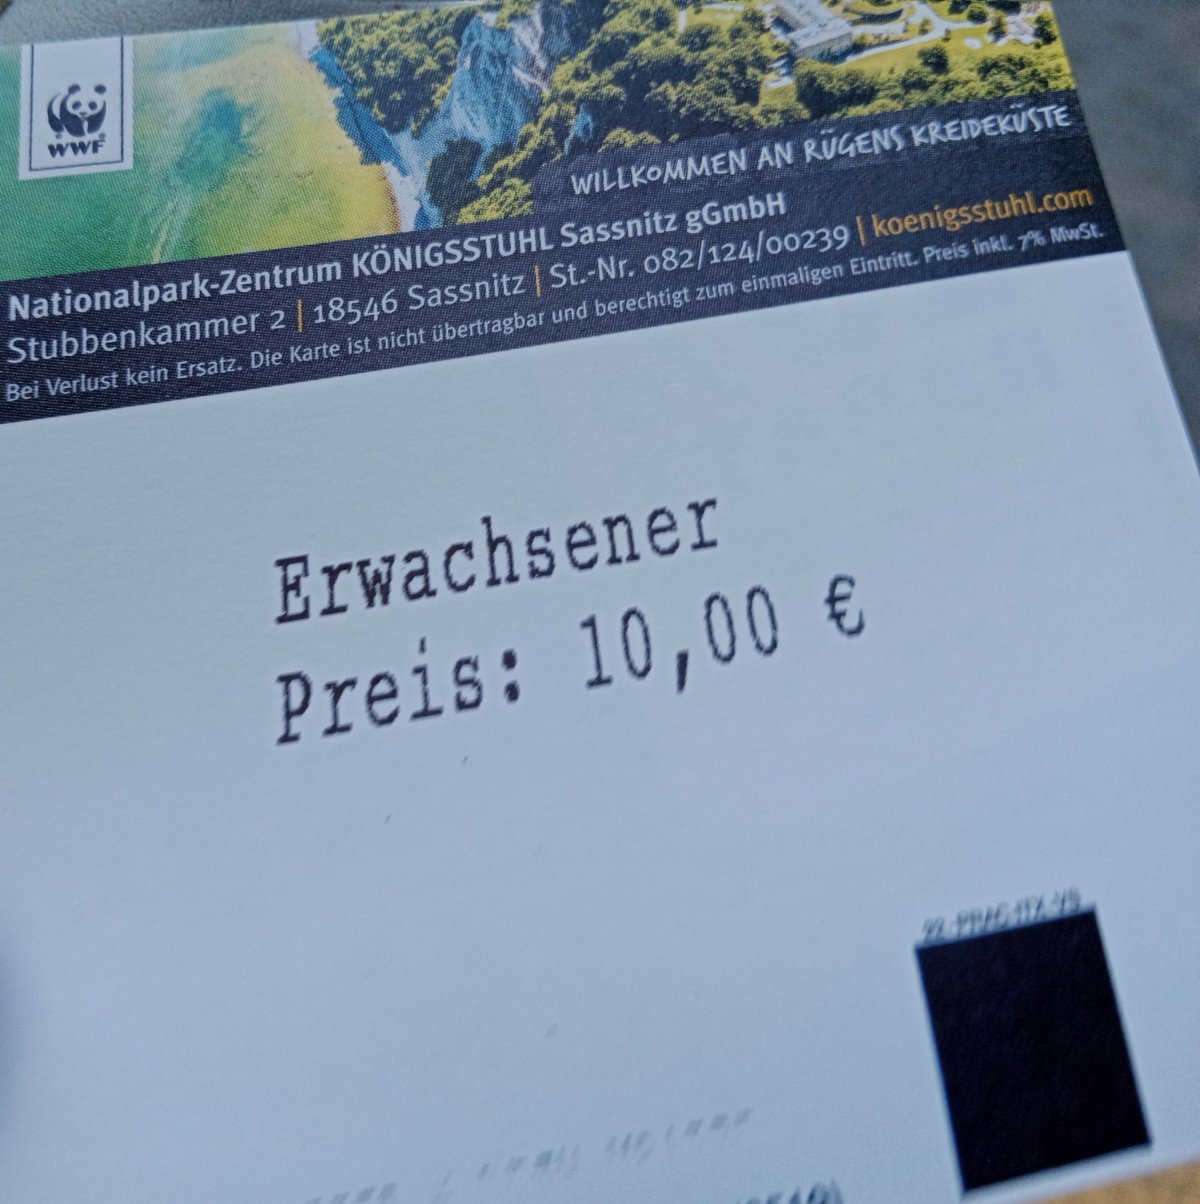 WWF
WILLKOMMEN AN RÜGENS KREIDEKÜSTE
Nationalpark-Zentrum KÖNIGSSTUHL Sassnitz gGmbH
Stubbenkammer 2 | 18546 Sassnitz | St.-Nr. 082/124/00239 | koenigsstuhl.com
Bei Verlust kein Ersatz. Die Karte ist nicht übertragbar und berechtigt zum einmaligen Eintritt. Preis inkl. 7% MwSt.
Erwachsener
Preis: 10,00 €